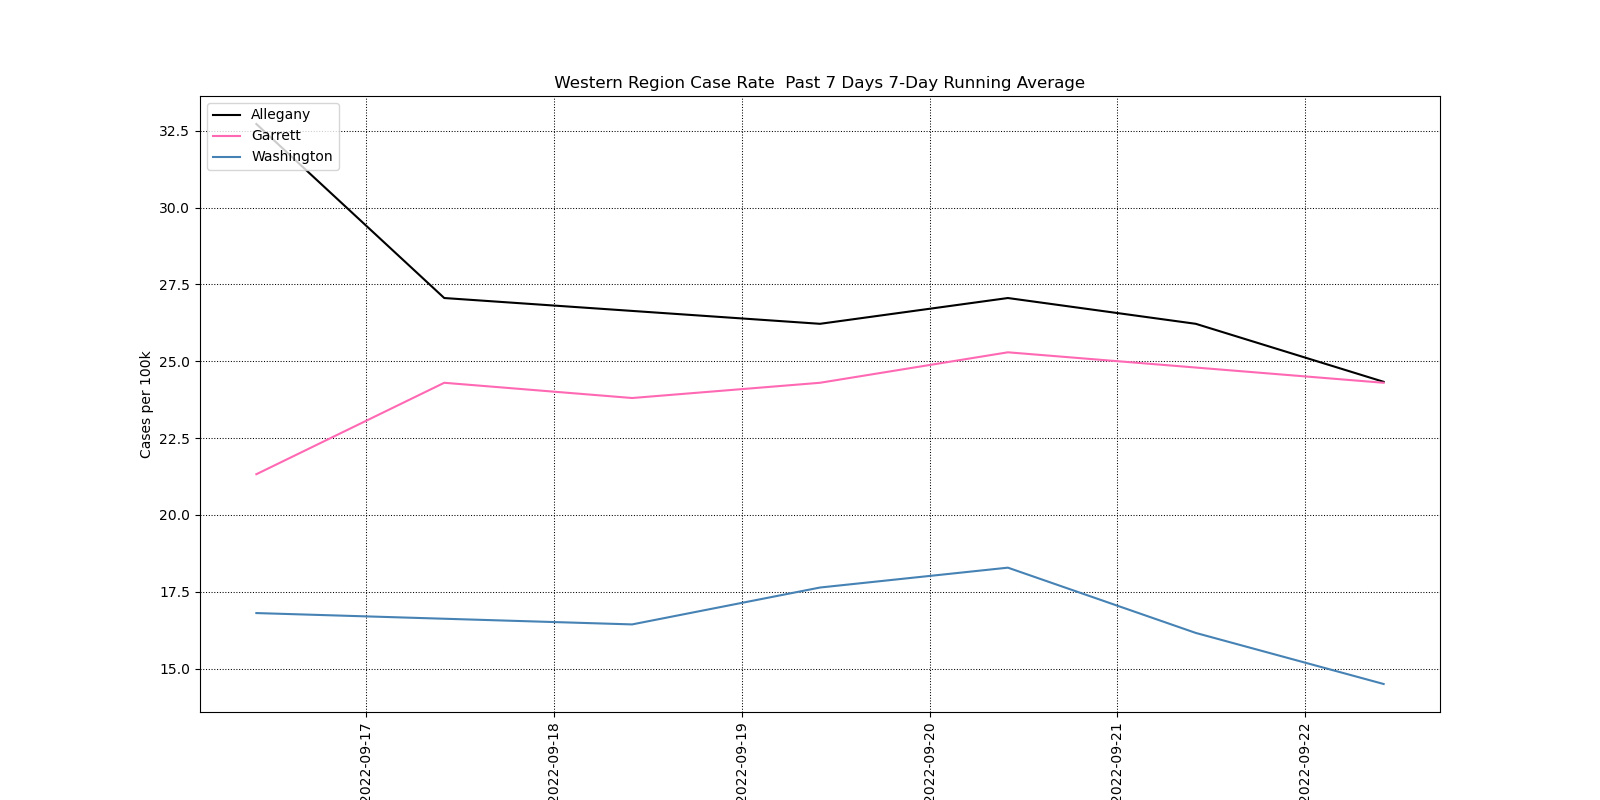 Western Region Case Rate  Past 7 Days 7-Day Running Average
Allegany
Garrett
Washington
32.5
30.0
27.5
25.0
22.5
20.0
17.5
15.0
Cases per 100k
2022-09-17
2022-09-18
2022-09-19
2022-09-20
2022-09-21
2022-09-22